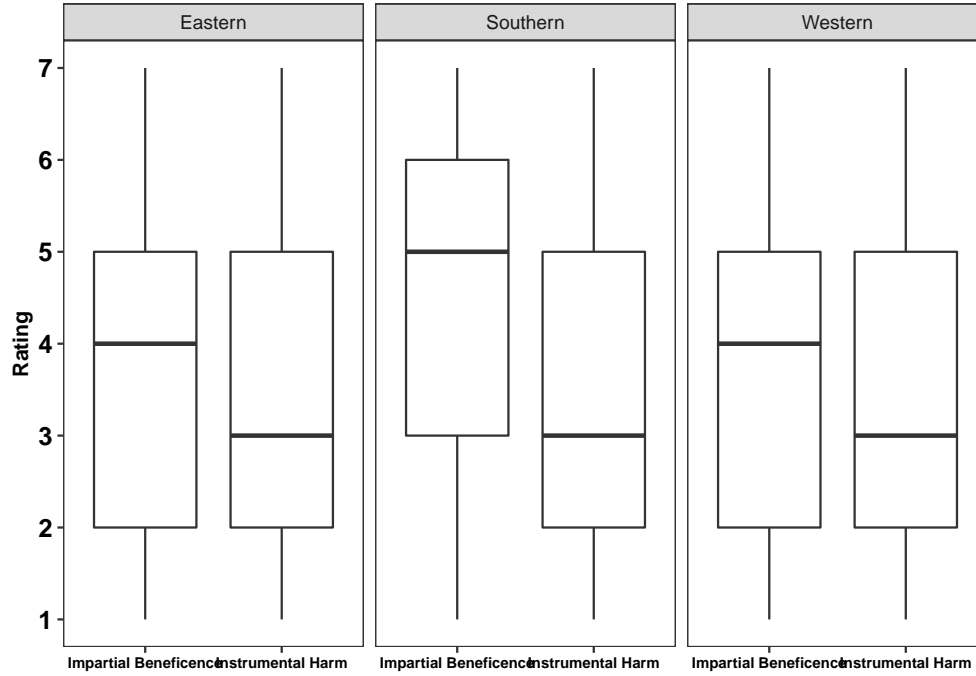 Eastern
Southern
Western
7
6
5
4
3
2
1
Rating
Impartial Beneficence Instrumental Harm
Impartial Beneficence Instrumental Harm
Impartial Beneficence Instrumental Harm